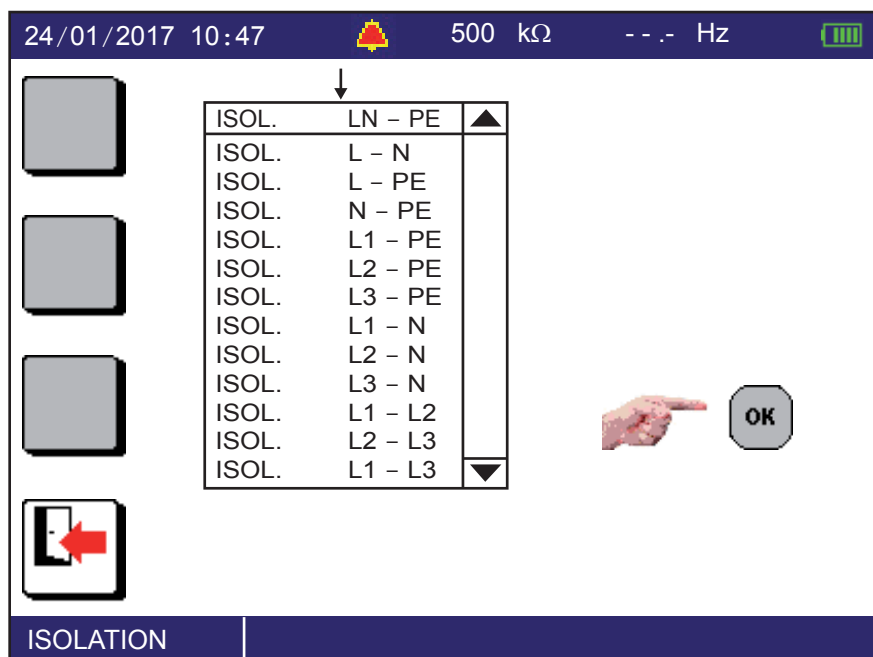 24/01/2017 10:47 500 kΩ - - .- Hz
ISOL. LN – PE
ISOL. L – N
ISOL. L – PE
ISOL. N – PE
ISOL. L1 – PE
ISOL. L2 – PE
ISOL. L3 – PE
ISOL. L1 – N
ISOL. L2 – N
ISOL. L3 – N
ISOL. L1 – L2
ISOL. L2 – L3
ISOL. L1 – L3
OK
ISOLATION